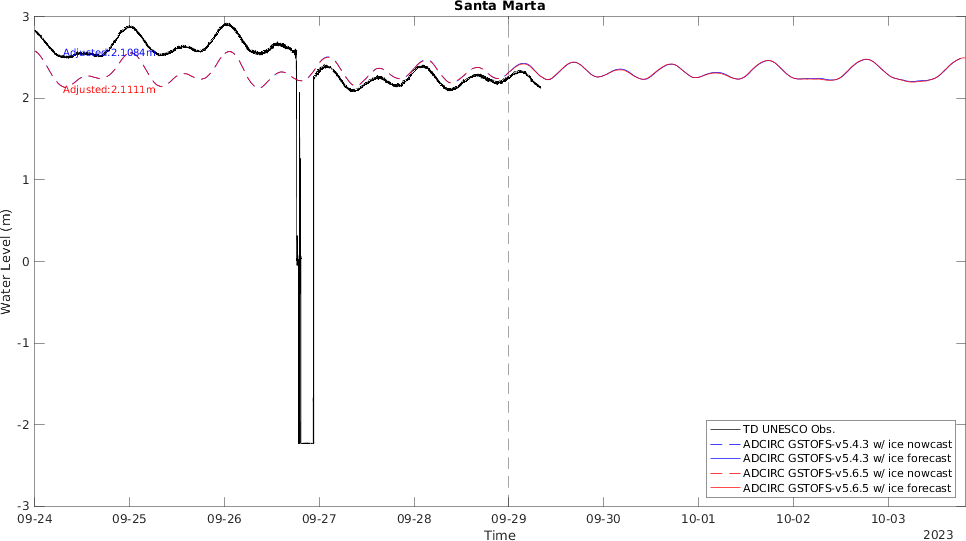 Santa Marta
3
Adjusted:2.1084m
Adjusted:2.1111m
2
1
0
-1
-2
-3
Water Level (m)
TD UNESCO Obs.
ADCIRC GSTOFS-v5.4.3 w/ ice nowcast
ADCIRC GSTOFS-v5.4.3 w/ ice forecast
ADCIRC GSTOFS-v5.6.5 w/ ice nowcast
ADCIRC GSTOFS-v5.6.5 w/ ice forecast
09-24 09-25 09-26 09-27 09-28 09-29 09-30 10-01 10-02 10-03
Time
2023